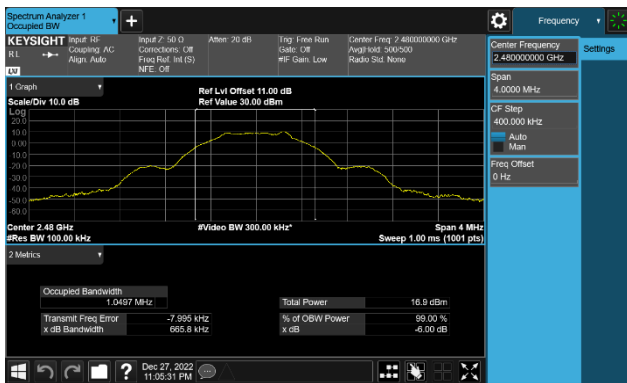 Spectrum Analyzer 1
Occupied BW
Frequency
KEYSIGHT
RL
Input: RF
Coupling: AC
Align: Auto
Input Z: 50 Ω
Corrections: Off
Freq Ref: Int (S)
NFE: Off
Atten: 20 dB
Trig: Free Run
Gate: Off
#IF Gain: Low
Center Freq: 2.480000000 GHz
Avg|Hold: 500/500
Radio Std: None
LVI
Center Frequency
2.480000000 GHz
Settings
Span
4.0000 MHz
CF Step
400.000 kHz
Auto
Man
Freq Offset
0 Hz
1 Graph
Scale/Div 10.0 dB
Ref Lvl Offset 11.00 dB
Ref Value 30.00 dBm
Log
20.0
10.0
0.00
-10.0
-20.0
-30.0
-40.0
-50.0
-60.0
Center 2.48 GHz
#Res BW 100.00 kHz
#Video BW 300.00 kHz*
Span 4 MHz
Sweep 1.00 ms (1001 pts)
2 Metrics
Occupied Bandwidth
1.0497 MHz
Total Power 16.9 dBm
Transmit Freq Error -7.995 kHz
% of OBW Power 99.00 %
x dB Bandwidth 665.8 kHz
x dB -6.00 dB
?
Dec 27, 2022
11:05:31 PM